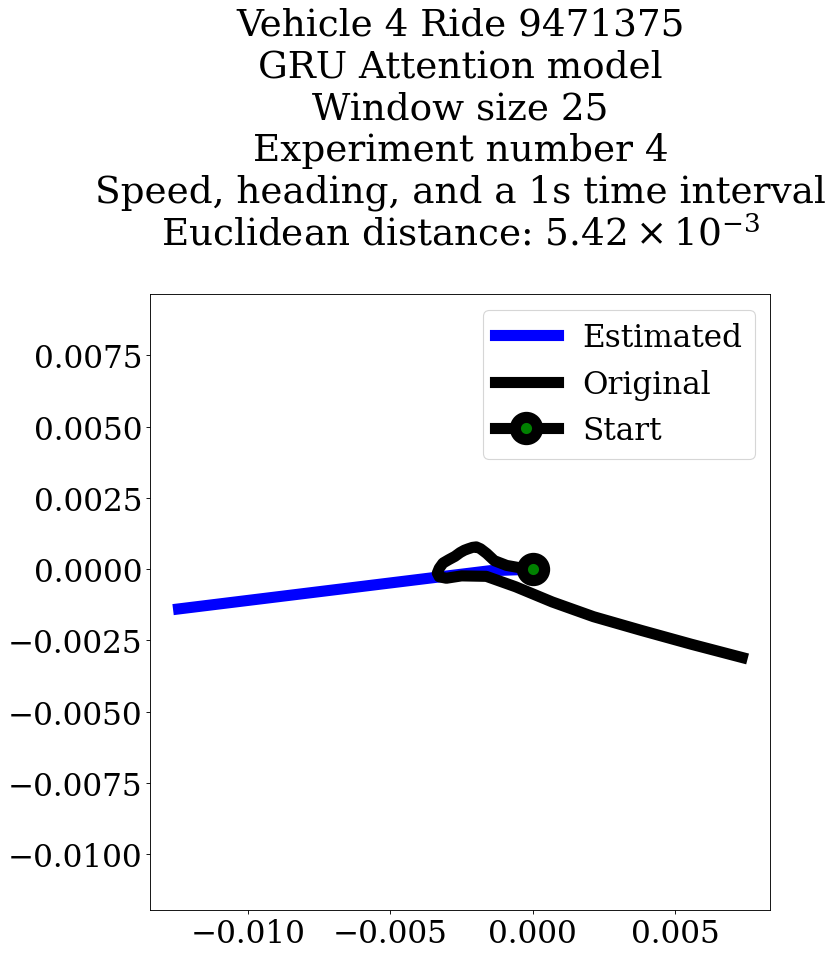 Vehicle 4 Ride 9471375
GRU Attention model
Window size 25
Experiment number 4
Speed, heading, and a 1s time interval
Euclidean distance: 5.42 × 10⁻³
Estimated
Original
Start
0.0075
0.0050
0.0025
0.0000
−0.0025
−0.0050
−0.0075
−0.0100
−0.010 −0.005 0.000 0.005